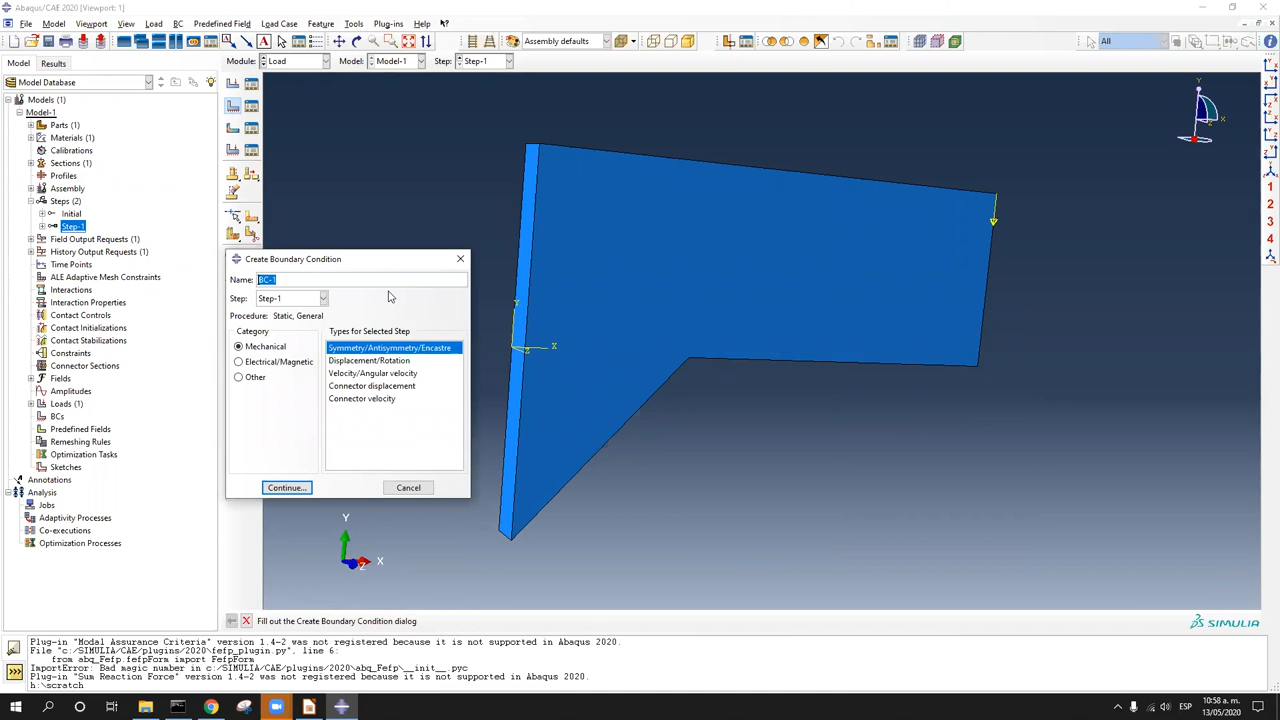 Abaqus/CAE 2020 [Viewport: 1]
File Model Viewport View Load BC Predefined Field Load Case Feature Tools Plug-ins Help
Assembly defaults
All
Model Results
Module: Load Model: Model-1 Step: Step-1
Model Database
Models (1)
Model-1
Parts (1)
Materials (1)
Calibrations
Sections (1)
Profiles
Assembly
Steps (2)
Initial
Step-1
Field Output Requests (1)
History Output Requests (1)
Time Points
ALE Adaptive Mesh Constraints
Interactions
Interaction Properties
Contact Controls
Contact Initializations
Contact Stabilizations
Constraints
Connector Sections
Fields
Amplitudes
Loads (1)
BCs
Predefined Fields
Remeshing Rules
Optimization Tasks
Sketches
Annotations
Analysis
Jobs
Adaptivity Processes
Co-executions
Optimization Processes
Create Boundary Condition
Name: BC-1
Step: Step-1
Procedure: Static, General
Category
Mechanical
Electrical/Magnetic
Other
Types for Selected Step
Symmetry/Antisymmetry/Encastre
Displacement/Rotation
Velocity/Angular velocity
Connector displacement
Connector velocity
Continue... Cancel
Y
X
Z
Y
X
Z
Y
X
1
2
3
4
Fill out the Create Boundary Condition dialog
SIMULIA
Plug-in "Modal Assurance Criteria" version 1.4-2 was not registered because it is not supported in Abaqus 2020.
File "c:/SIMULIA/CAE/plugins/2020\fefp_plugin.py", line 6:
from abq_Fefp.fefpForm import FefpForm
ImportError: Bad magic number in c:/SIMULIA/CAE/plugins/2020\abq_Fefp\__init__.pyc
Plug-in "Sum Reaction Force" version 1.4-2 was not registered because it is not supported in Abaqus 2020.
h:\scratch
ESP
10:58 a. m.
13/05/2020